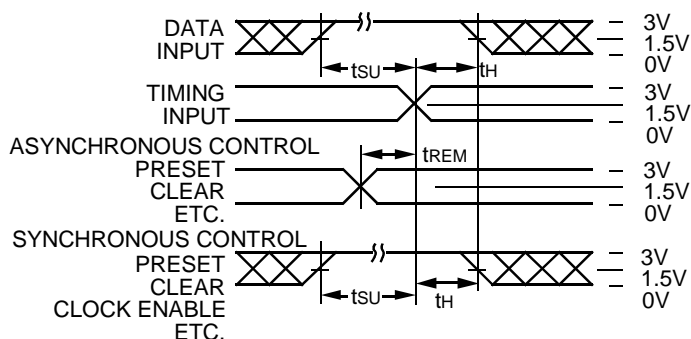 DATA
INPUT
3V
1.5V
0V
tSU
tH
TIMING
INPUT
3V
1.5V
0V
ASYNCHRONOUS CONTROL
tREM
PRESET
CLEAR
ETC.
3V
1.5V
0V
SYNCHRONOUS CONTROL
PRESET
CLEAR
CLOCK ENABLE
ETC.
3V
1.5V
0V
tSU
tH